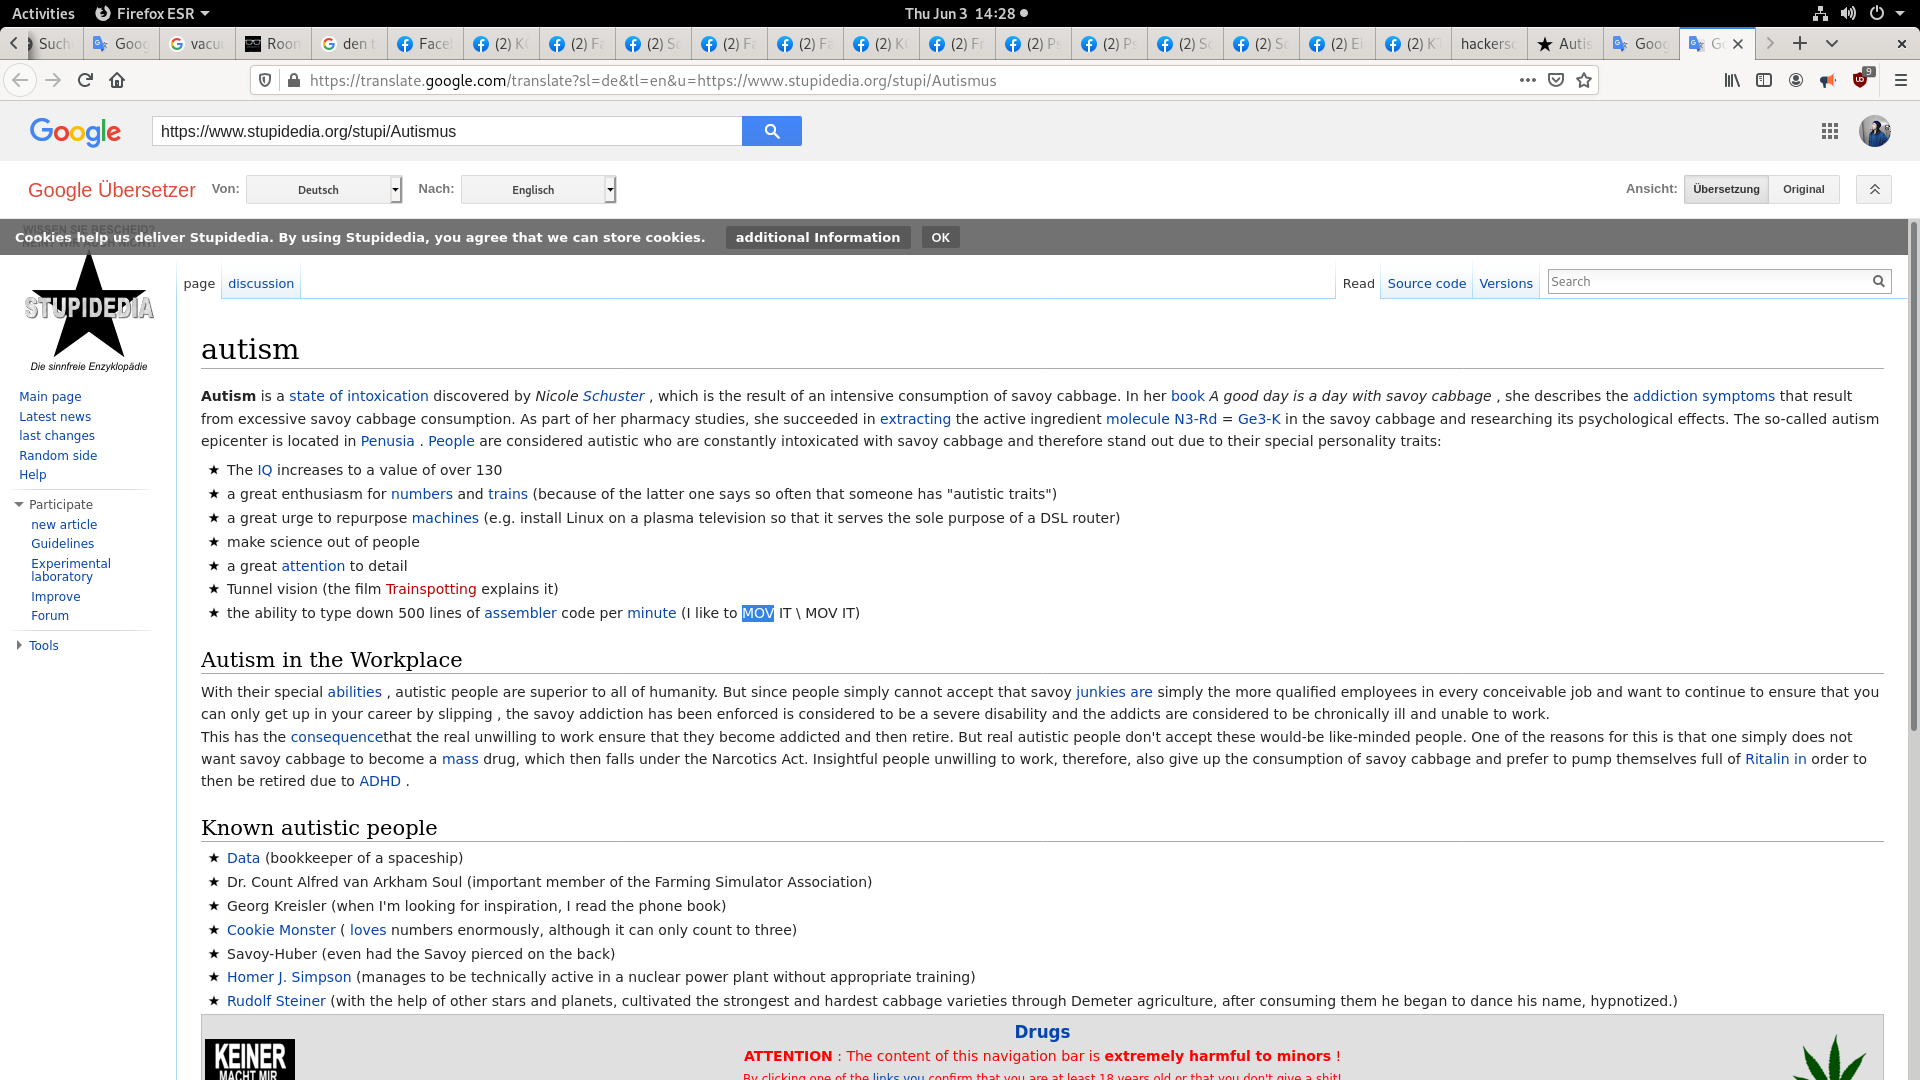 Activities Firefox ESR Thu Jun 3 14:28
Such Goog vacu Roon den t Face (2) KC (2) Fa (2) Sc (2) Fa (2) Fa (2) KC (2) Fr (2) Ps (2) Ps (2) Sc (2) Sc (2) Ei (2) K hackersc Autis Goog Go
https://translate.google.com/translate?sl=de&tl=en&u=https://www.stupidedia.org/stupi/Autismus 9
Google https://www.stupidedia.org/stupi/Autismus
Google Übersetzer Von: Deutsch Nach: Englisch Ansicht: Übersetzung Original
Cookies help us deliver Stupidedia. By using Stupidedia, you agree that we can store cookies. additional Information OK
STUPIDEDIA
Die sinnfreie Enzyklopädie
Main page
Latest news
last changes
Random side
Help
Participate
new article
Guidelines
Experimental
laboratory
Improve
Forum
Tools
page discussion Read Source code Versions Search
autism
Autism is a state of intoxication discovered by Nicole Schuster , which is the result of an intensive consumption of savoy cabbage. In her book A good day is a day with savoy cabbage , she describes the addiction symptoms that result
from excessive savoy cabbage consumption. As part of her pharmacy studies, she succeeded in extracting the active ingredient molecule N3-Rd = Ge3-K in the savoy cabbage and researching its psychological effects. The so-called autism
epicenter is located in Penusia . People are considered autistic who are constantly intoxicated with savoy cabbage and therefore stand out due to their special personality traits:
★ The IQ increases to a value of over 130
★ a great enthusiasm for numbers and trains (because of the latter one says so often that someone has "autistic traits")
★ a great urge to repurpose machines (e.g. install Linux on a plasma television so that it serves the sole purpose of a DSL router)
★ make science out of people
★ a great attention to detail
★ Tunnel vision (the film Trainspotting explains it)
★ the ability to type down 500 lines of assembler code per minute (I like to MOV IT \ MOV IT)
Autism in the Workplace
With their special abilities , autistic people are superior to all of humanity. But since people simply cannot accept that savoy junkies are simply the more qualified employees in every conceivable job and want to continue to ensure that you
can only get up in your career by slipping , the savoy addiction has been enforced is considered to be a severe disability and the addicts are considered to be chronically ill and unable to work.
This has the consequencethat the real unwilling to work ensure that they become addicted and then retire. But real autistic people don't accept these would-be like-minded people. One of the reasons for this is that one simply does not
want savoy cabbage to become a mass drug, which then falls under the Narcotics Act. Insightful people unwilling to work, therefore, also give up the consumption of savoy cabbage and prefer to pump themselves full of Ritalin in order to
then be retired due to ADHD .
Known autistic people
★ Data (bookkeeper of a spaceship)
★ Dr. Count Alfred van Arkham Soul (important member of the Farming Simulator Association)
★ Georg Kreisler (when I'm looking for inspiration, I read the phone book)
★ Cookie Monster ( loves numbers enormously, although it can only count to three)
★ Savoy-Huber (even had the Savoy pierced on the back)
★ Homer J. Simpson (manages to be technically active in a nuclear power plant without appropriate training)
★ Rudolf Steiner (with the help of other stars and planets, cultivated the strongest and hardest cabbage varieties through Demeter agriculture, after consuming them he began to dance his name, hypnotized.)
Drugs
ATTENTION : The content of this navigation bar is extremely harmful to minors !
By clicking one of the links you confirm that you are at least 18 years old or that you don't give a shit!
KEINER
MACHT MIR